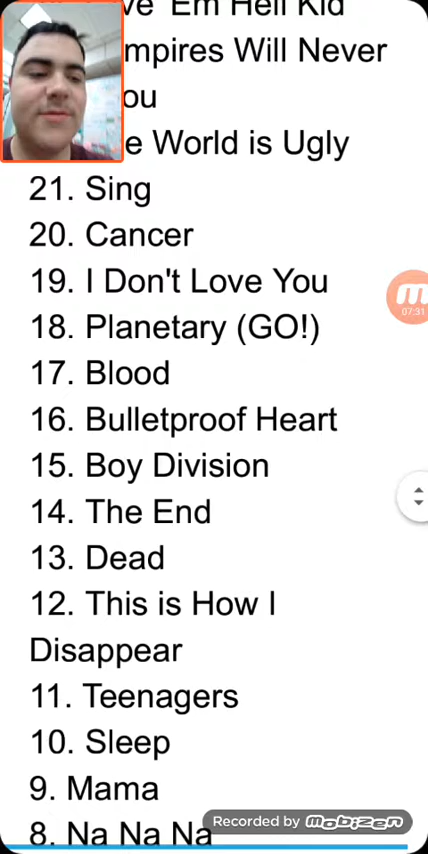 ve 'Em Hell Kid
mpires Will Never
ou
e World is Ugly
21. Sing
20. Cancer
19. I Don't Love You
18. Planetary (GO!)
07:31
17. Blood
16. Bulletproof Heart
15. Boy Division
14. The End
13. Dead
12. This is How I
Disappear
11. Teenagers
10. Sleep
9. Mama
Recorded by mobizen
8. Na Na Na